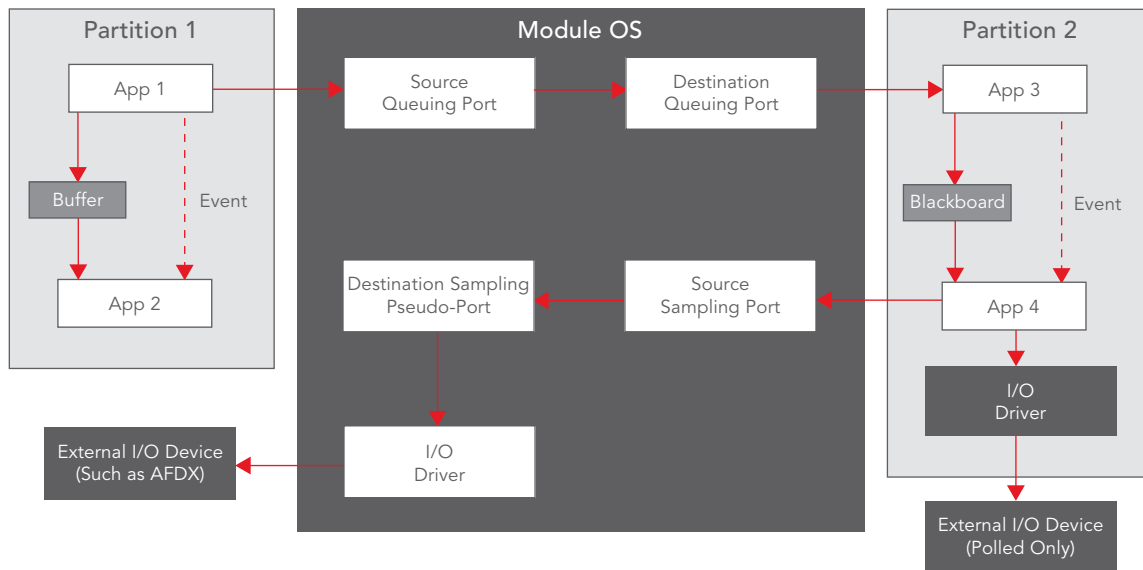 Partition 1
Module OS
Partition 2
App 1
Source
Queuing Port
Destination
Queuing Port
App 3
Buffer
Event
Blackboard
Event
App 2
Destination Sampling
Pseudo-Port
Source
Sampling Port
App 4
I/O
Driver
External I/O Device
(Such as AFDX)
I/O
Driver
External I/O Device
(Polled Only)